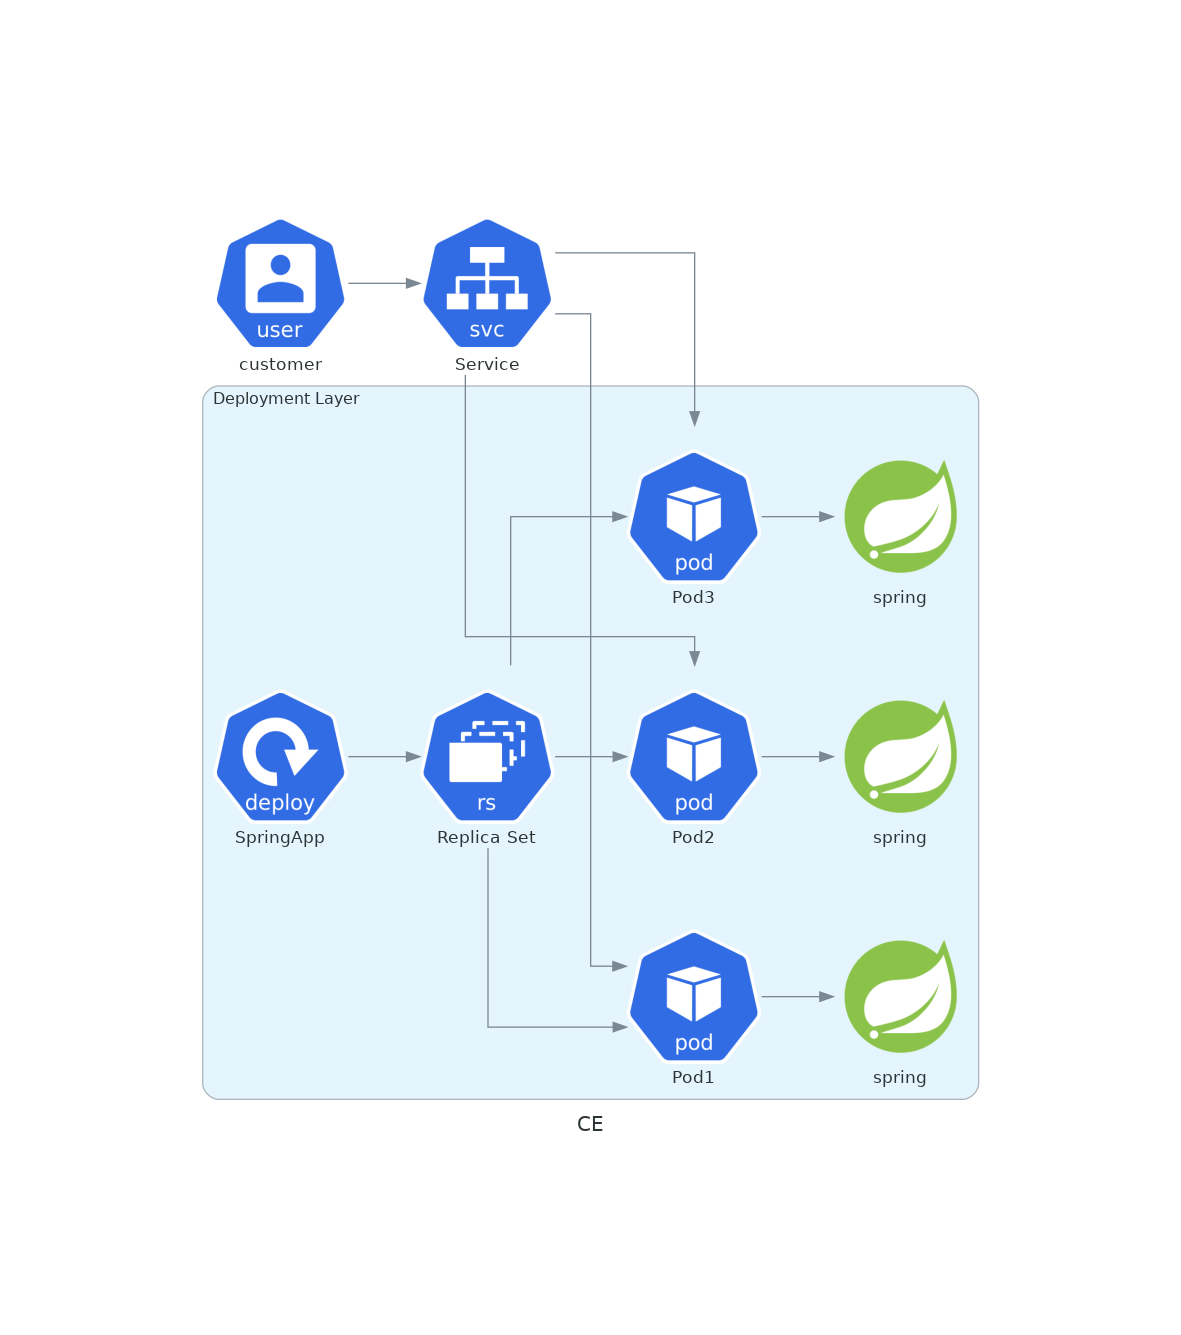 user
customer
svc
Service
Deployment Layer
pod
Pod3
spring
deploy
SpringApp
rs
Replica Set
pod
Pod2
spring
pod
Pod1
spring
CE